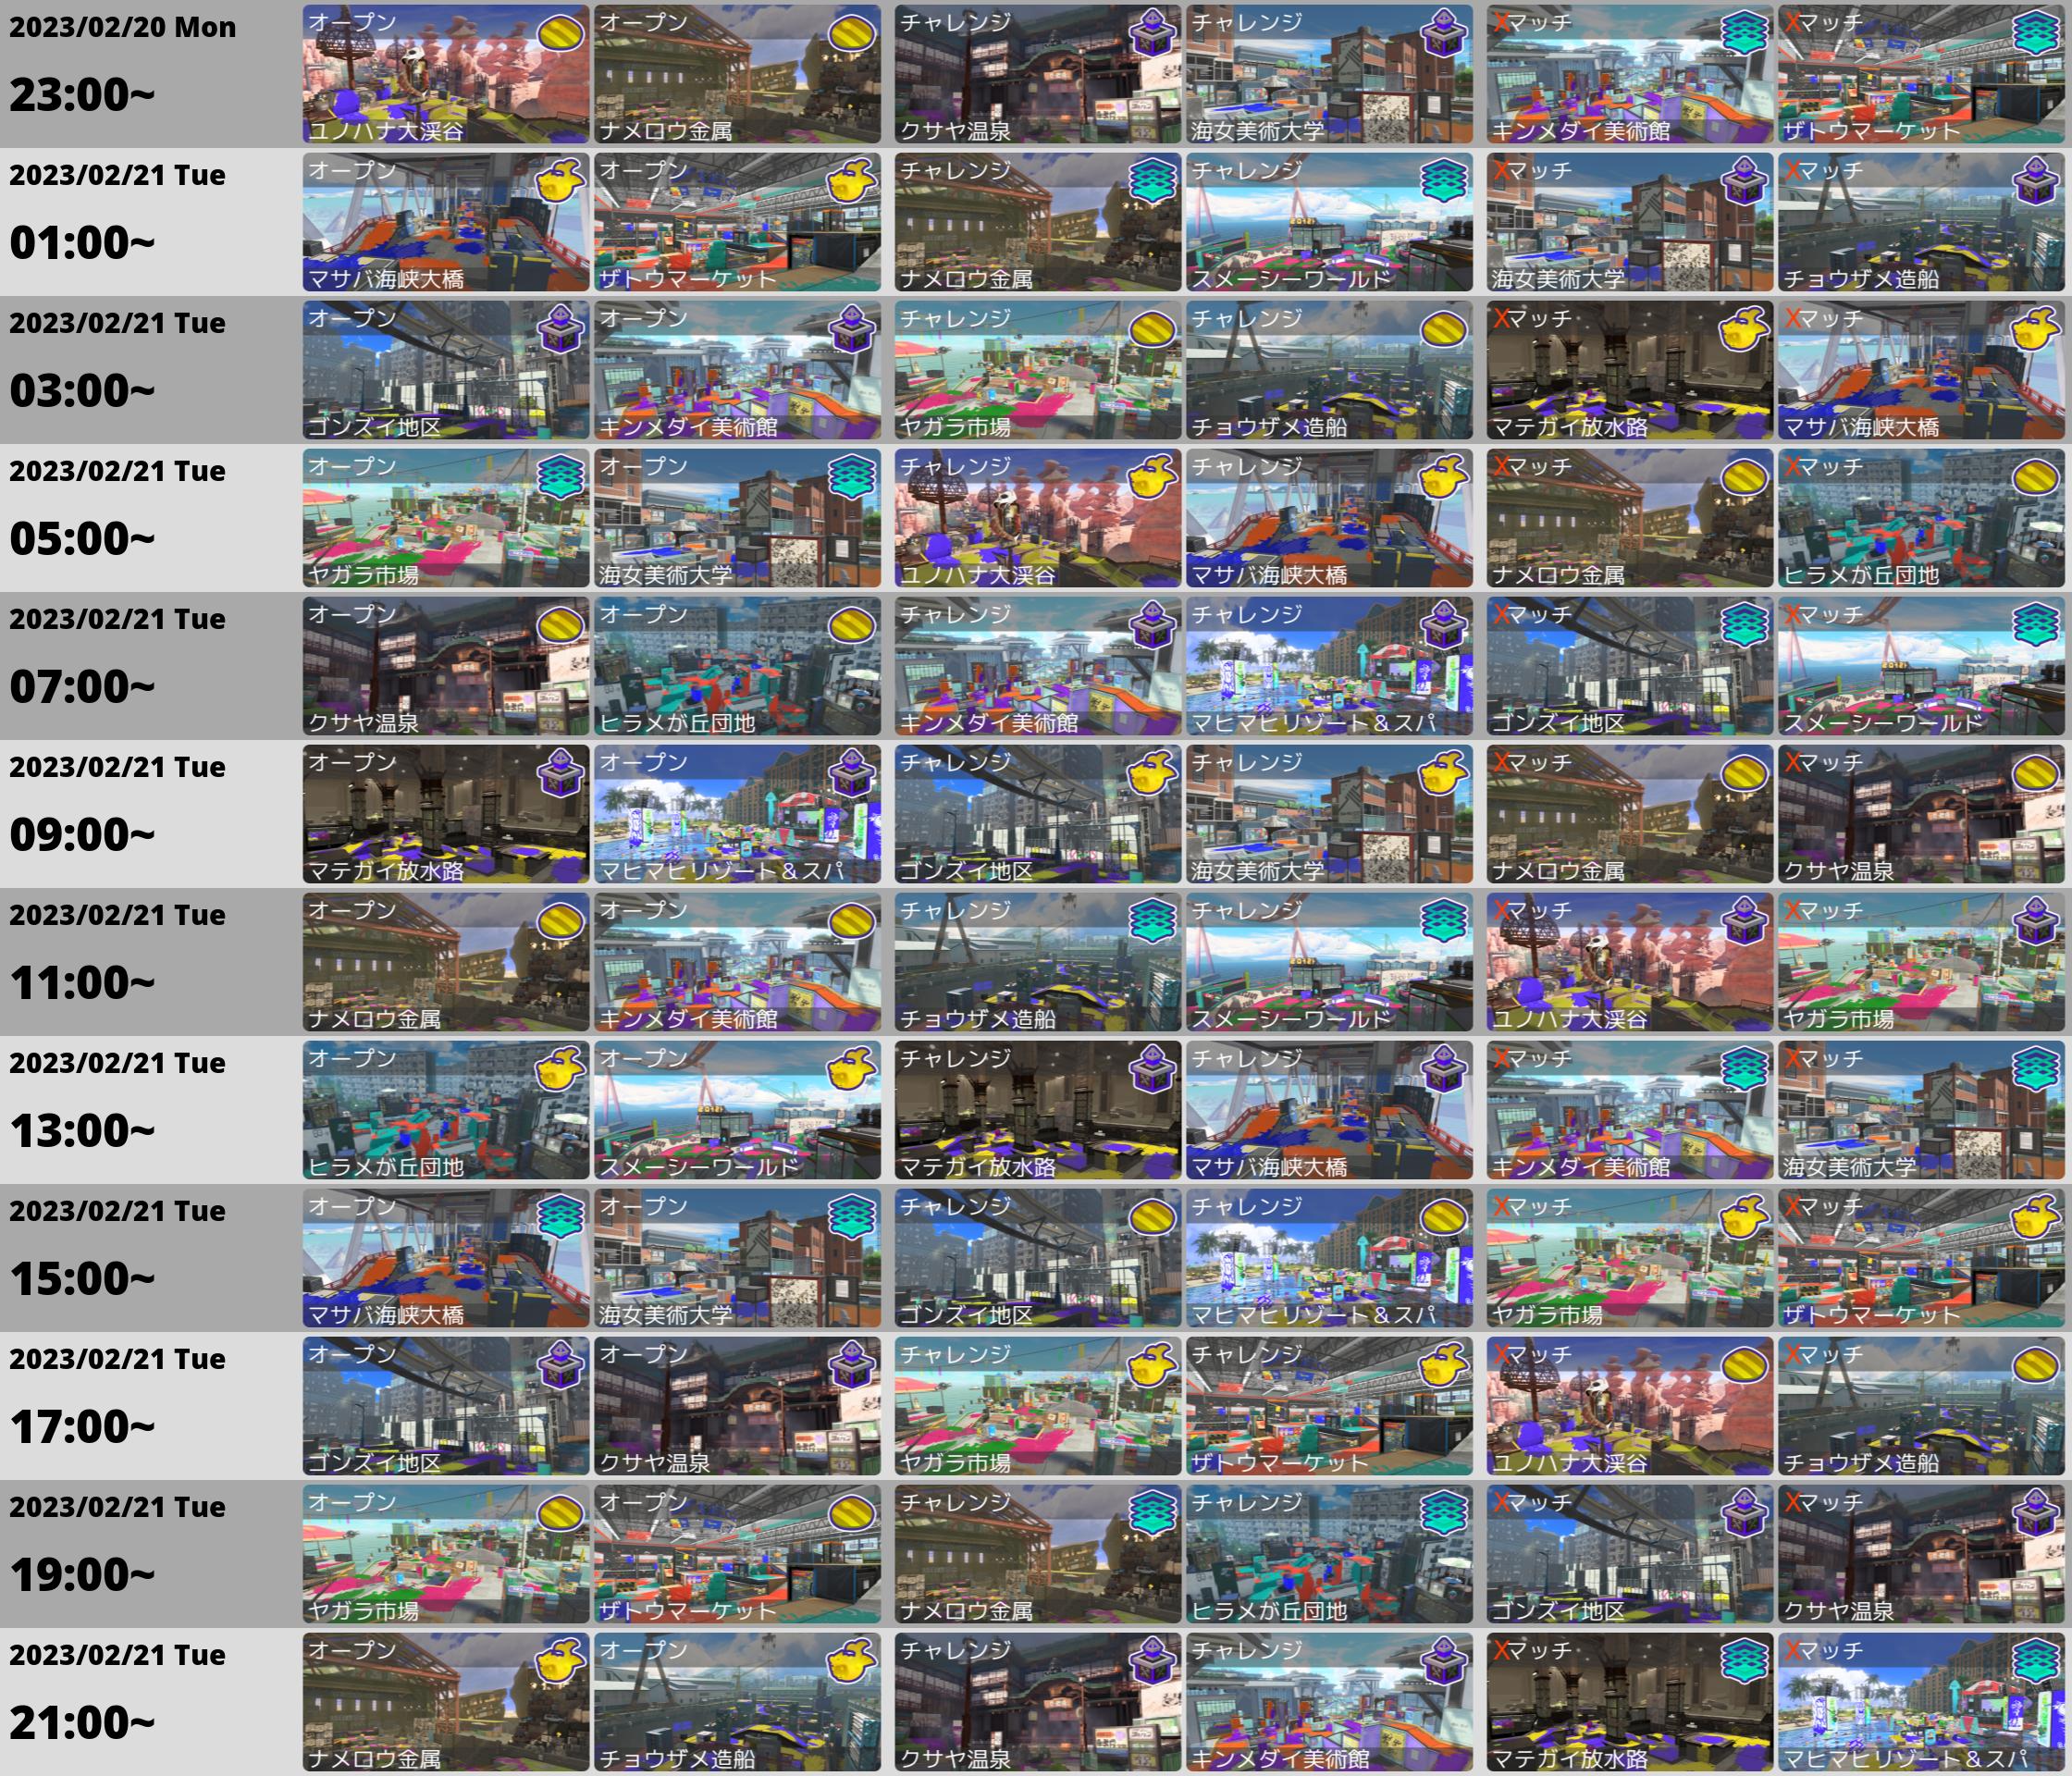 2023/02/20 Mon
23:00~
オープン オープン チャレンジ チャレンジ Xマッチ Xマッチ
ユノハナ大渓谷 ナメロウ金属 クサヤ温泉 海女美術大学 キンメダイ美術館 ザトウマーケット
2023/02/21 Tue
01:00~
オープン オープン チャレンジ チャレンジ Xマッチ Xマッチ
マサバ海峡大橋 ザトウマーケット ナメロウ金属 スメーシーワールド 海女美術大学 チョウザメ造船
2023/02/21 Tue
03:00~
オープン オープン チャレンジ チャレンジ Xマッチ Xマッチ
ゴンズイ地区 キンメダイ美術館 ヤガラ市場 チョウザメ造船 マテガイ放水路 マサバ海峡大橋
2023/02/21 Tue
05:00~
オープン オープン チャレンジ チャレンジ Xマッチ Xマッチ
ヤガラ市場 海女美術大学 ユノハナ大渓谷 マサバ海峡大橋 ナメロウ金属 ヒラメが丘団地
2023/02/21 Tue
07:00~
オープン オープン チャレンジ チャレンジ Xマッチ Xマッチ
クサヤ温泉 ヒラメが丘団地 キンメダイ美術館 マヒマヒリゾート＆スパ ゴンズイ地区 スメーシーワールド
2023/02/21 Tue
09:00~
オープン オープン チャレンジ チャレンジ Xマッチ Xマッチ
マテガイ放水路 マヒマヒリゾート＆スパ ゴンズイ地区 海女美術大学 ナメロウ金属 クサヤ温泉
2023/02/21 Tue
11:00~
オープン オープン チャレンジ チャレンジ Xマッチ Xマッチ
ナメロウ金属 キンメダイ美術館 チョウザメ造船 スメーシーワールド ユノハナ大渓谷 ヤガラ市場
2023/02/21 Tue
13:00~
オープン オープン チャレンジ チャレンジ Xマッチ Xマッチ
ヒラメが丘団地 スメーシーワールド マテガイ放水路 マサバ海峡大橋 キンメダイ美術館 海女美術大学
2023/02/21 Tue
15:00~
オープン オープン チャレンジ チャレンジ Xマッチ Xマッチ
マサバ海峡大橋 海女美術大学 ゴンズイ地区 マヒマヒリゾート＆スパ ヤガラ市場 ザトウマーケット
2023/02/21 Tue
17:00~
オープン オープン チャレンジ チャレンジ Xマッチ Xマッチ
ゴンズイ地区 クサヤ温泉 ヤガラ市場 ザトウマーケット ユノハナ大渓谷 チョウザメ造船
2023/02/21 Tue
19:00~
オープン オープン チャレンジ チャレンジ Xマッチ Xマッチ
ヤガラ市場 ザトウマーケット ナメロウ金属 ヒラメが丘団地 ゴンズイ地区 クサヤ温泉
2023/02/21 Tue
21:00~
オープン オープン チャレンジ チャレンジ Xマッチ Xマッチ
ナメロウ金属 チョウザメ造船 クサヤ温泉 キンメダイ美術館 マテガイ放水路 マヒマヒリゾート＆スパ